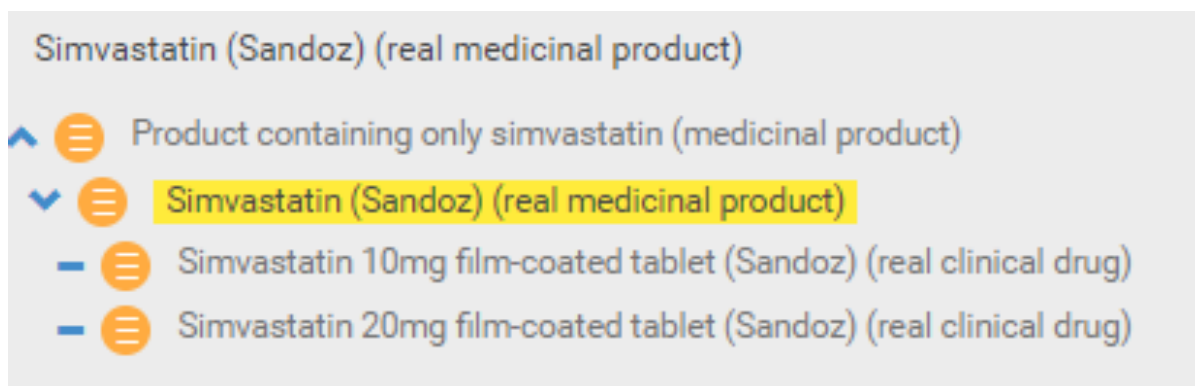 Simvastatin (Sandoz) (real medicinal product)
Product containing only simvastatin (medicinal product)
Simvastatin (Sandoz) (real medicinal product)
Simvastatin 10mg film-coated tablet (Sandoz) (real clinical drug)
Simvastatin 20mg film-coated tablet (Sandoz) (real clinical drug)